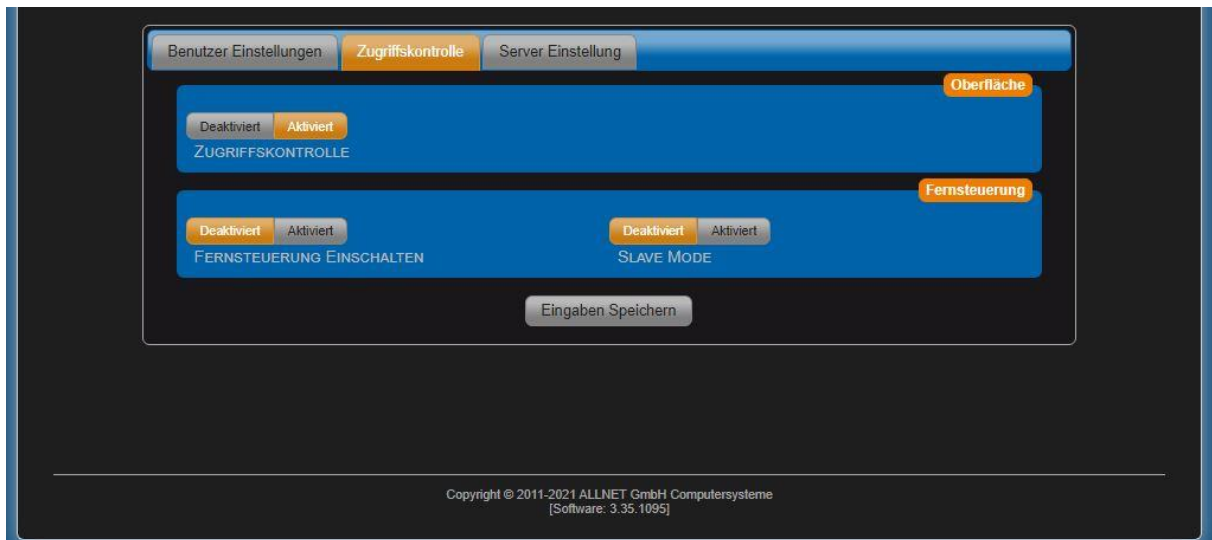 Benutzer Einstellungen Zugriffskontrolle Server Einstellung
Oberfläche
Deaktiviert Aktiviert
ZUGRIFFSKONTROLLE
Fernsteuerung
Deaktiviert Aktiviert Deaktiviert Aktiviert
FERNSTEUERUNG EINSCHALTEN SLAVE MODE
Eingaben Speichern
Copyright © 2011-2021 ALLNET GmbH Computersysteme
[Software: 3.35.1095]